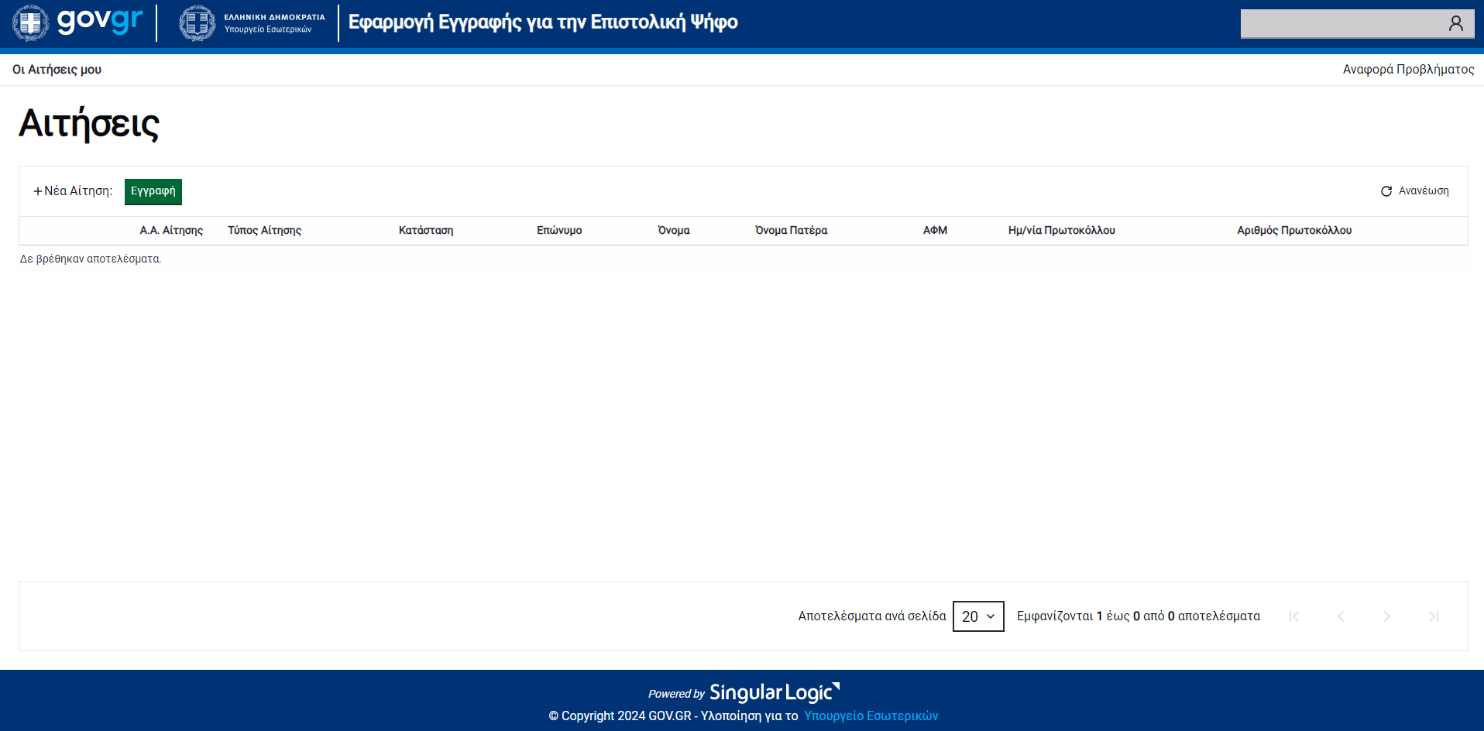 govgr
ΕΛΛΗΝΙΚΗ ΔΗΜΟΚΡΑΤΙΑ
Υπουργείο Εσωτερικών
Εφαρμογή Εγγραφής για την Επιστολική Ψήφο
Οι Αιτήσεις μου Αναφορά Προβλήματος
Αιτήσεις
+ Νέα Αίτηση: Εγγραφή Ανανέωση
Α.Α. Αίτησης Τύπος Αίτησης Κατάσταση Επώνυμο Όνομα Όνομα Πατέρα ΑΦΜ Ημ/νία Πρωτοκόλλου Αριθμός Πρωτοκόλλου
Δε βρέθηκαν αποτελέσματα.
Αποτελέσματα ανά σελίδα 20 Εμφανίζονται 1 έως 0 από 0 αποτελέσματα
Powered by SingularLogic
© Copyright 2024 GOV.GR - Υλοποίηση για το Υπουργείο Εσωτερικών